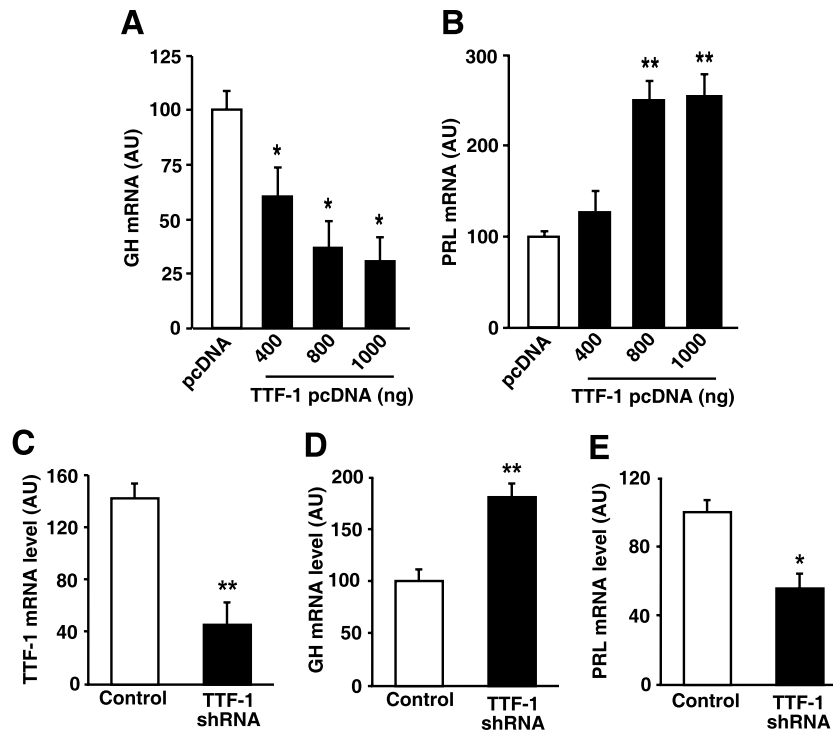 A
GH mRNA (AU)
125
100
75
50
25
0
*
*
*
pcDNA
400
800
1000
TTF-1 pcDNA (ng)
B
PRL mRNA (AU)
300
200
100
0
**
**
pcDNA
400
800
1000
TTF-1 pcDNA (ng)
C
TTF-1 mRNA level (AU)
160
120
80
40
0
**
Control
TTF-1
shRNA
D
GH mRNA level (AU)
200
150
100
50
0
**
Control
TTF-1
shRNA
E
PRL mRNA level (AU)
120
80
40
0
*
Control
TTF-1
shRNA